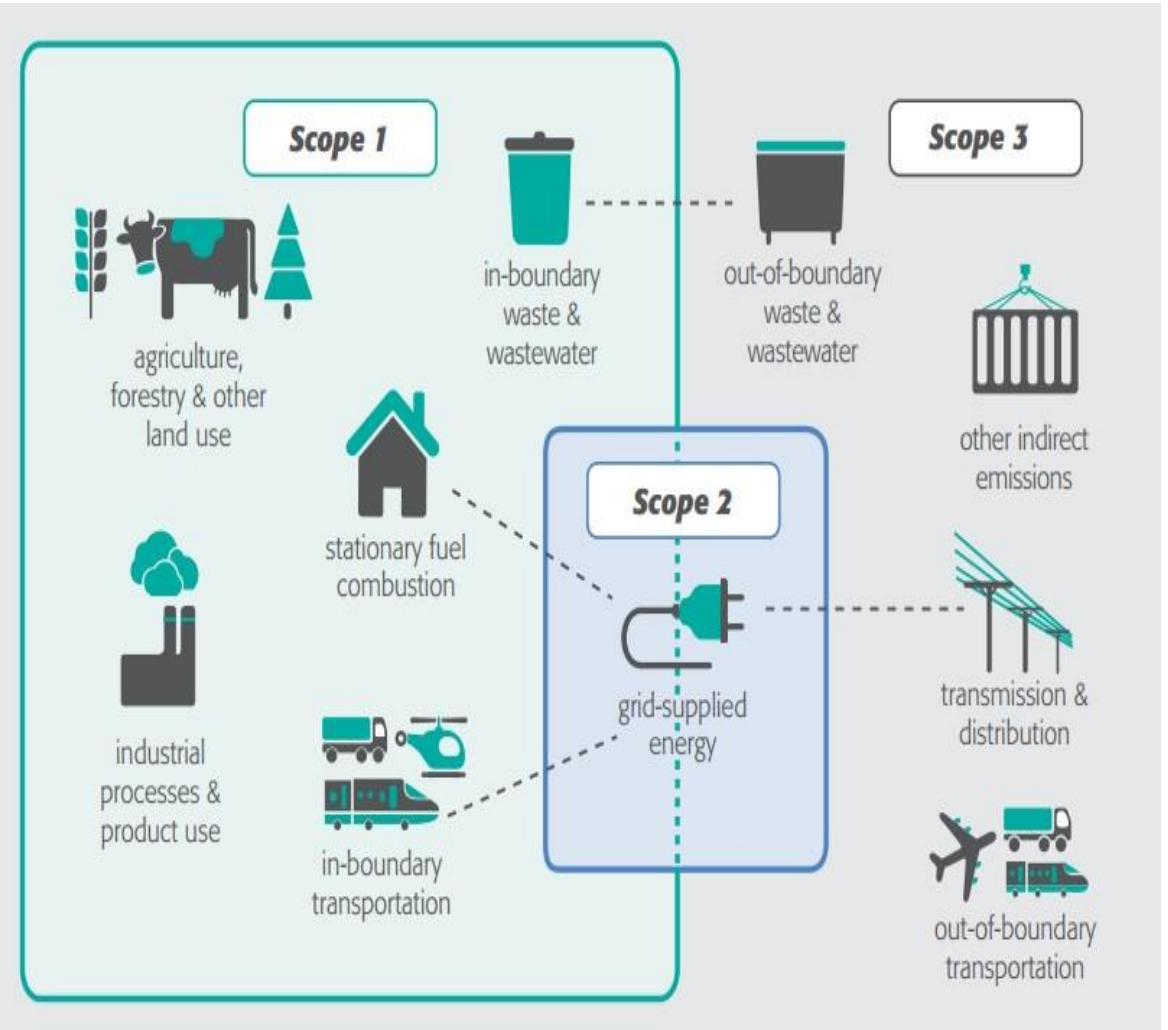 Scope 1
Scope 3
in-boundary
waste &
wastewater
out-of-boundary
waste &
wastewater
agriculture,
forestry & other
land use
other indirect
emissions
Scope 2
stationary fuel
combustion
grid-supplied
energy
transmission &
distribution
industrial
processes &
product use
in-boundary
transportation
out-of-boundary
transportation